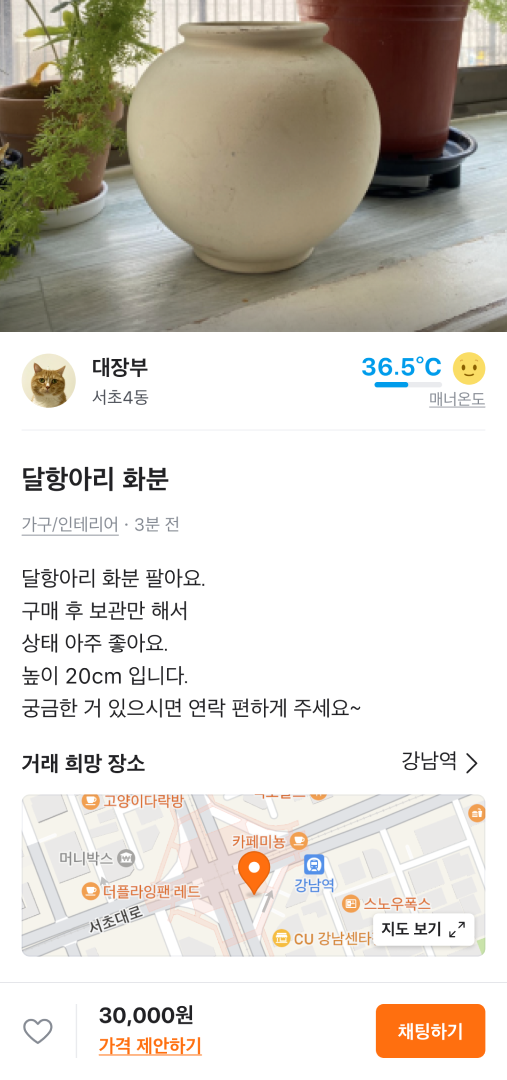 대장부
서초4동
36.5°C
매너온도
달항아리 화분
가구/인테리어 · 3분 전
달항아리 화분 팔아요.
구매 후 보관만 해서
상태 아주 좋아요.
높이 20cm 입니다.
궁금한 거 있으시면 연락 편하게 주세요~
거래 희망 장소
강남역
고양이다락방
카페미뇽
머니박스
강남역
더플라잉팬 레드
스노우폭스
서초대로
CU 강남센타
지도 보기
30,000원
가격 제안하기
채팅하기